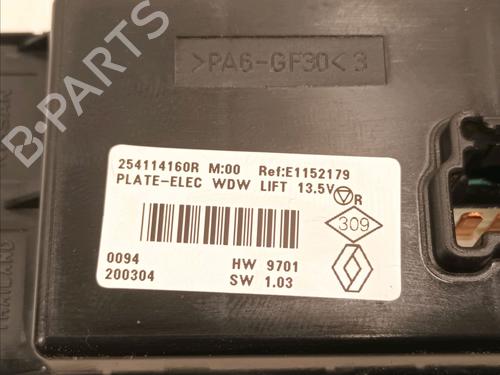 >PA6-GF30<3
B-PARTS
254114160R M:00 Ref:E1152179
PLATE-ELEC WDW LIFT 13.5V R
309
0094 HW 9701
200304 SW 1.03
THAILAND